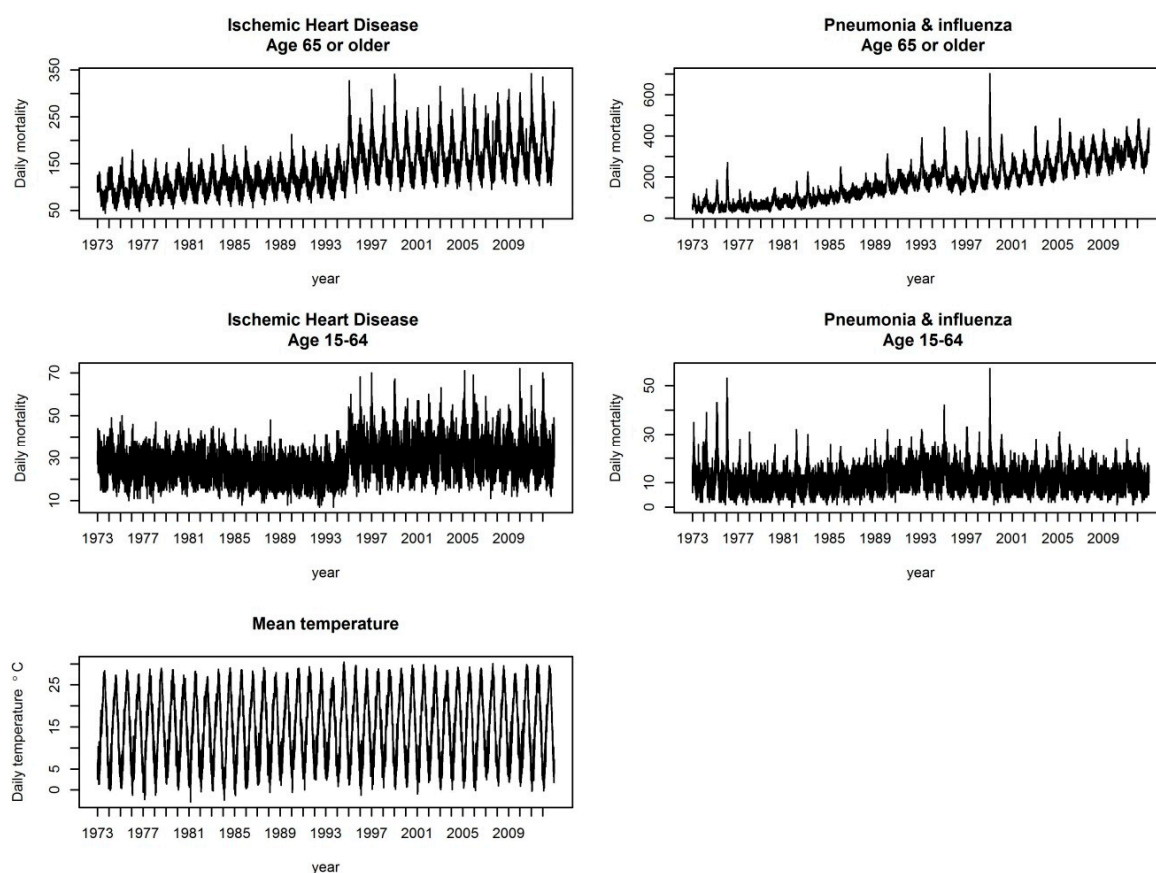 Ischemic Heart Disease
Age 65 or older
Daily mortality
350
250
150
50
1973 1977 1981 1985 1989 1993 1997 2001 2005 2009
year
Pneumonia & influenza
Age 65 or older
Daily mortality
600
400
200
0
1973 1977 1981 1985 1989 1993 1997 2001 2005 2009
year
Ischemic Heart Disease
Age 15-64
Daily mortality
70
50
30
10
1973 1977 1981 1985 1989 1993 1997 2001 2005 2009
year
Pneumonia & influenza
Age 15-64
Daily mortality
50
30
10
0
1973 1977 1981 1985 1989 1993 1997 2001 2005 2009
year
Mean temperature
Daily temperature ° C
25
15
5
0
1973 1977 1981 1985 1989 1993 1997 2001 2005 2009
year